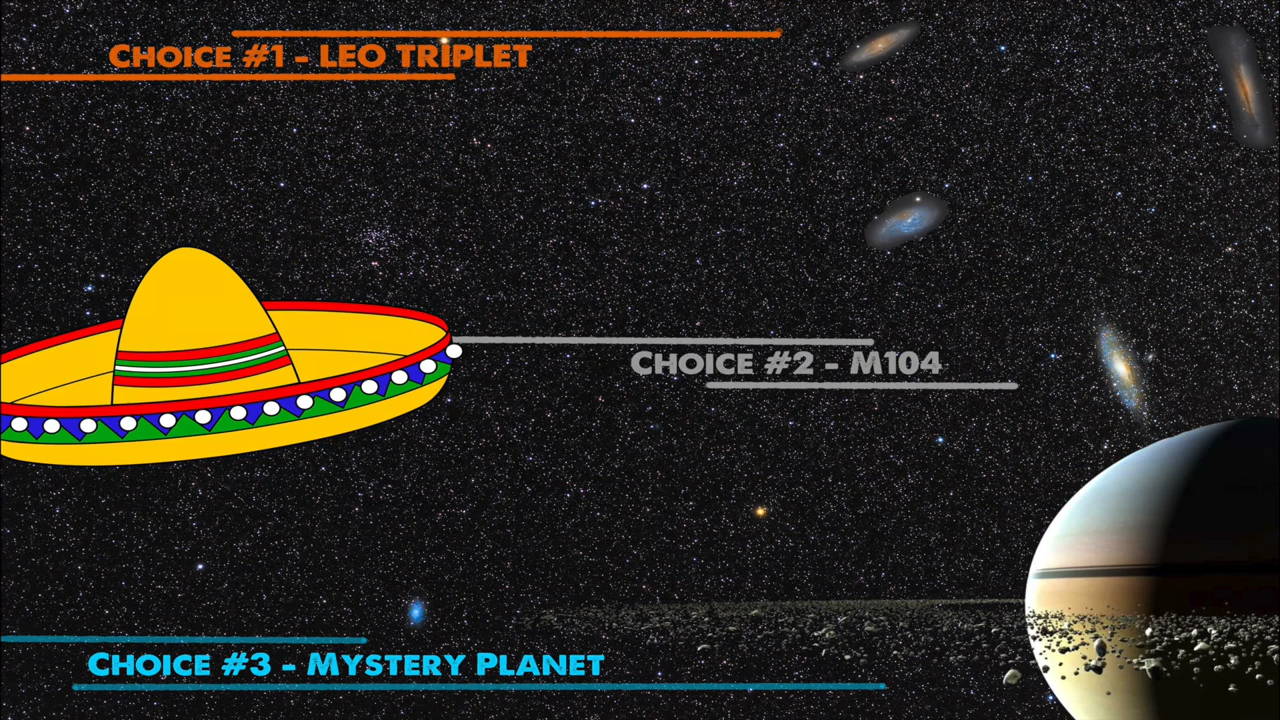 Choice #1 - LEO TRIPLET
Choice #2 - M104
Choice #3 - Mystery Planet